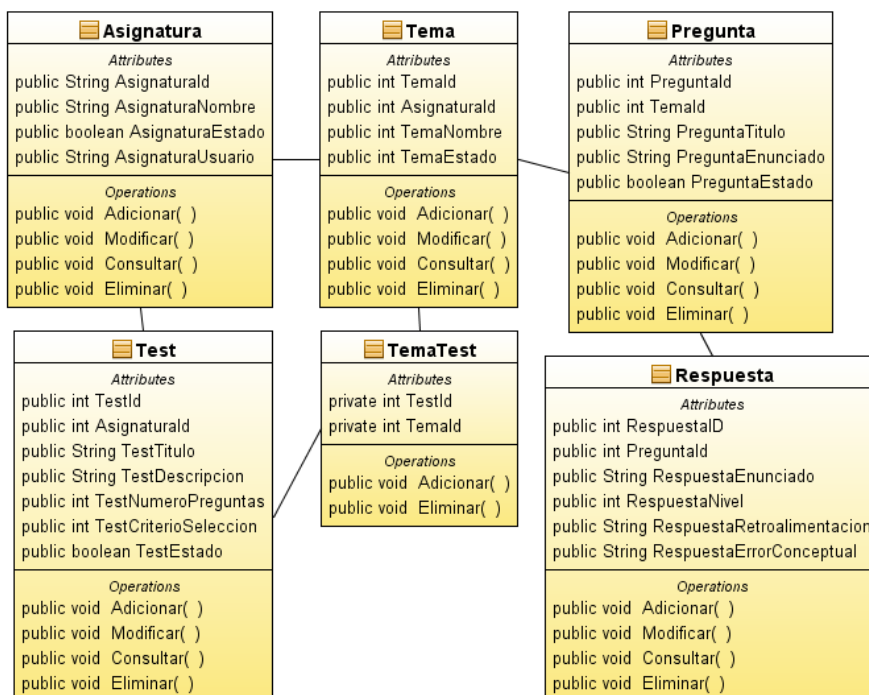 Asignatura
Attributes
public String AsignaturaId
public String AsignaturaNombre
public boolean AsignaturaEstado
public String AsignaturaUsuario
Operations
public void Adicionar( )
public void Modificar( )
public void Consultar( )
public void Eliminar( )
Tema
Attributes
public int TemaId
public int AsignaturaId
public int TemaNombre
public int TemaEstado
Operations
public void Adicionar( )
public void Modificar( )
public void Consultar( )
public void Eliminar( )
Pregunta
Attributes
public int PreguntaId
public int TemaId
public String PreguntaTitulo
public String PreguntaEnunciado
public boolean PreguntaEstado
Operations
public void Adicionar( )
public void Modificar( )
public void Consultar( )
public void Eliminar( )
Test
Attributes
public int TestId
public int AsignaturaId
public String TestTitulo
public String TestDescripcion
public int TestNumeroPreguntas
public int TestCriterioSeleccion
public boolean TestEstado
Operations
public void Adicionar( )
public void Modificar( )
public void Consultar( )
public void Eliminar( )
TemaTest
Attributes
private int TestId
private int TemaId
Operations
public void Adicionar( )
public void Eliminar( )
Respuesta
Attributes
public int RespuestaID
public int PreguntaId
public String RespuestaEnunciado
public int RespuestaNivel
public String RespuestaRetroalimentacion
public String RespuestaErrorConceptual
Operations
public void Adicionar( )
public void Modificar( )
public void Consultar( )
public void Eliminar( )